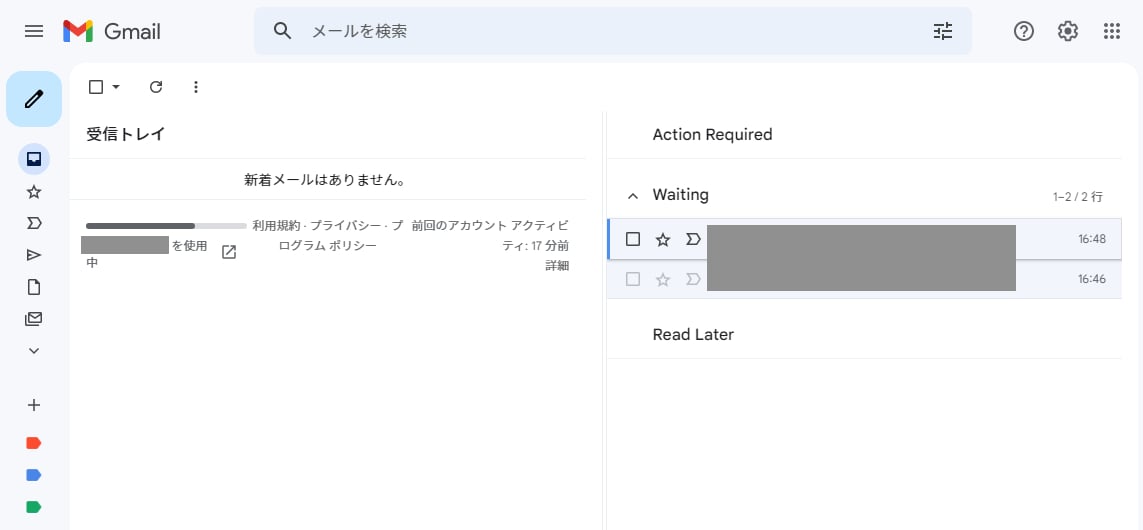 Gmail
メールを検索
受信トレイ
新着メールはありません。
利用規約 · プライバシー · プ
ログラム ポリシー
前回のアカウント アクティビ
ティ: 17 分前
詳細
を使用
中
Action Required
Waiting
1–2 / 2 行
16:48
16:46
Read Later